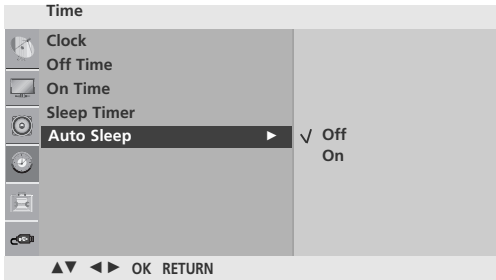 Time
Clock
Off Time
On Time
Sleep Timer
Auto Sleep ► √ Off
On
▲▼ ◄► OK RETURN